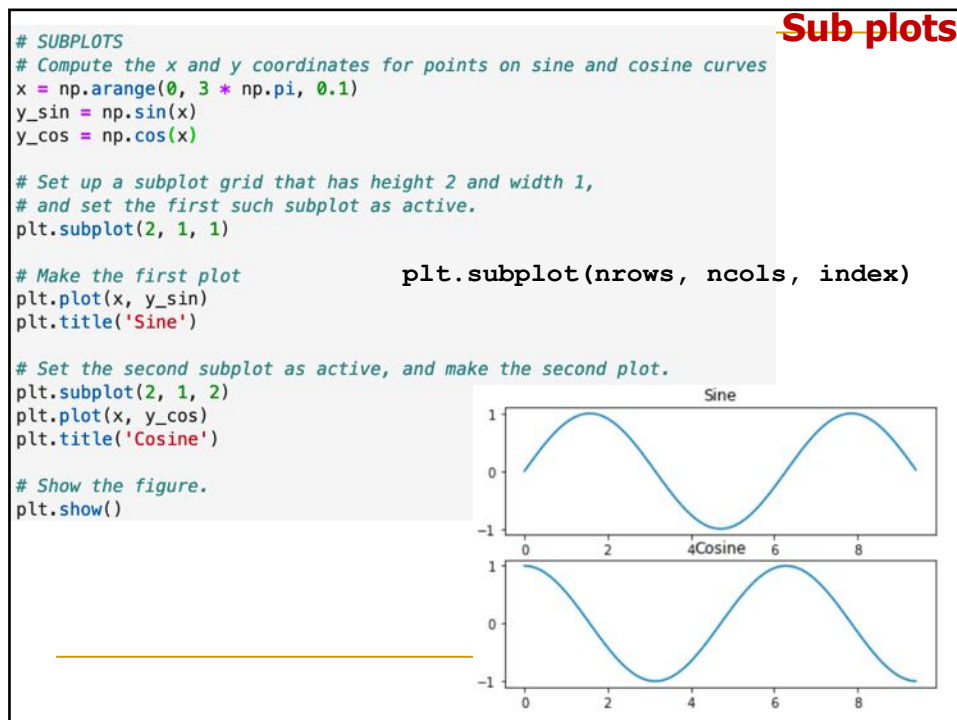 Sub plots
# SUBPLOTS
# Compute the x and y coordinates for points on sine and cosine curves
x = np.arange(0, 3 * np.pi, 0.1)
y_sin = np.sin(x)
y_cos = np.cos(x)
# Set up a subplot grid that has height 2 and width 1,
# and set the first such subplot as active.
plt.subplot(2, 1, 1)
# Make the first plot
plt.plot(x, y_sin)
plt.title('Sine')
plt.subplot(nrows, ncols, index)
# Set the second subplot as active, and make the second plot.
plt.subplot(2, 1, 2)
plt.plot(x, y_cos)
plt.title('Cosine')
# Show the figure.
plt.show()
Sine
1
0
−1
0 2 4 6 8
Cosine
1
0
−1
0 2 4 6 8